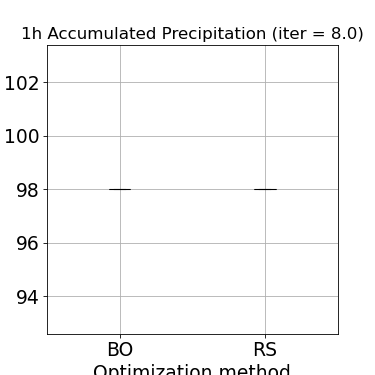 1h Accumulated Precipitation (iter = 8.0)
102
100
98
96
94
BO RS
Optimization method